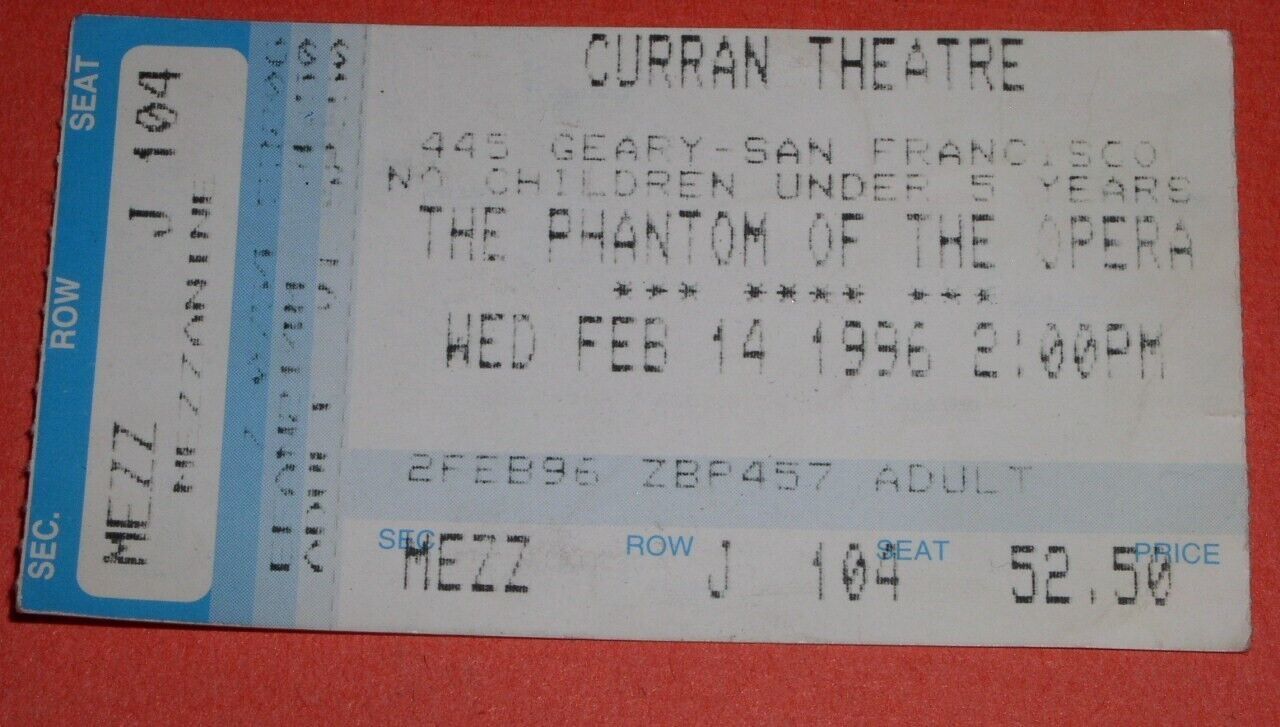 CURRAN THEATRE
445 GEARY-SAN FRANCISCO
NO CHILDREN UNDER 5 YEARS
THE PHANTOM OF THE OPERA
*** **** ***
WED FEB 14 1996 2:00PM
2FEB96 ZBP457 ADULT
SEC. ROW SEAT PRICE
MEZZ J 104 52.50
SEC. ROW SEAT
MEZZ J 104
MEZZANINE